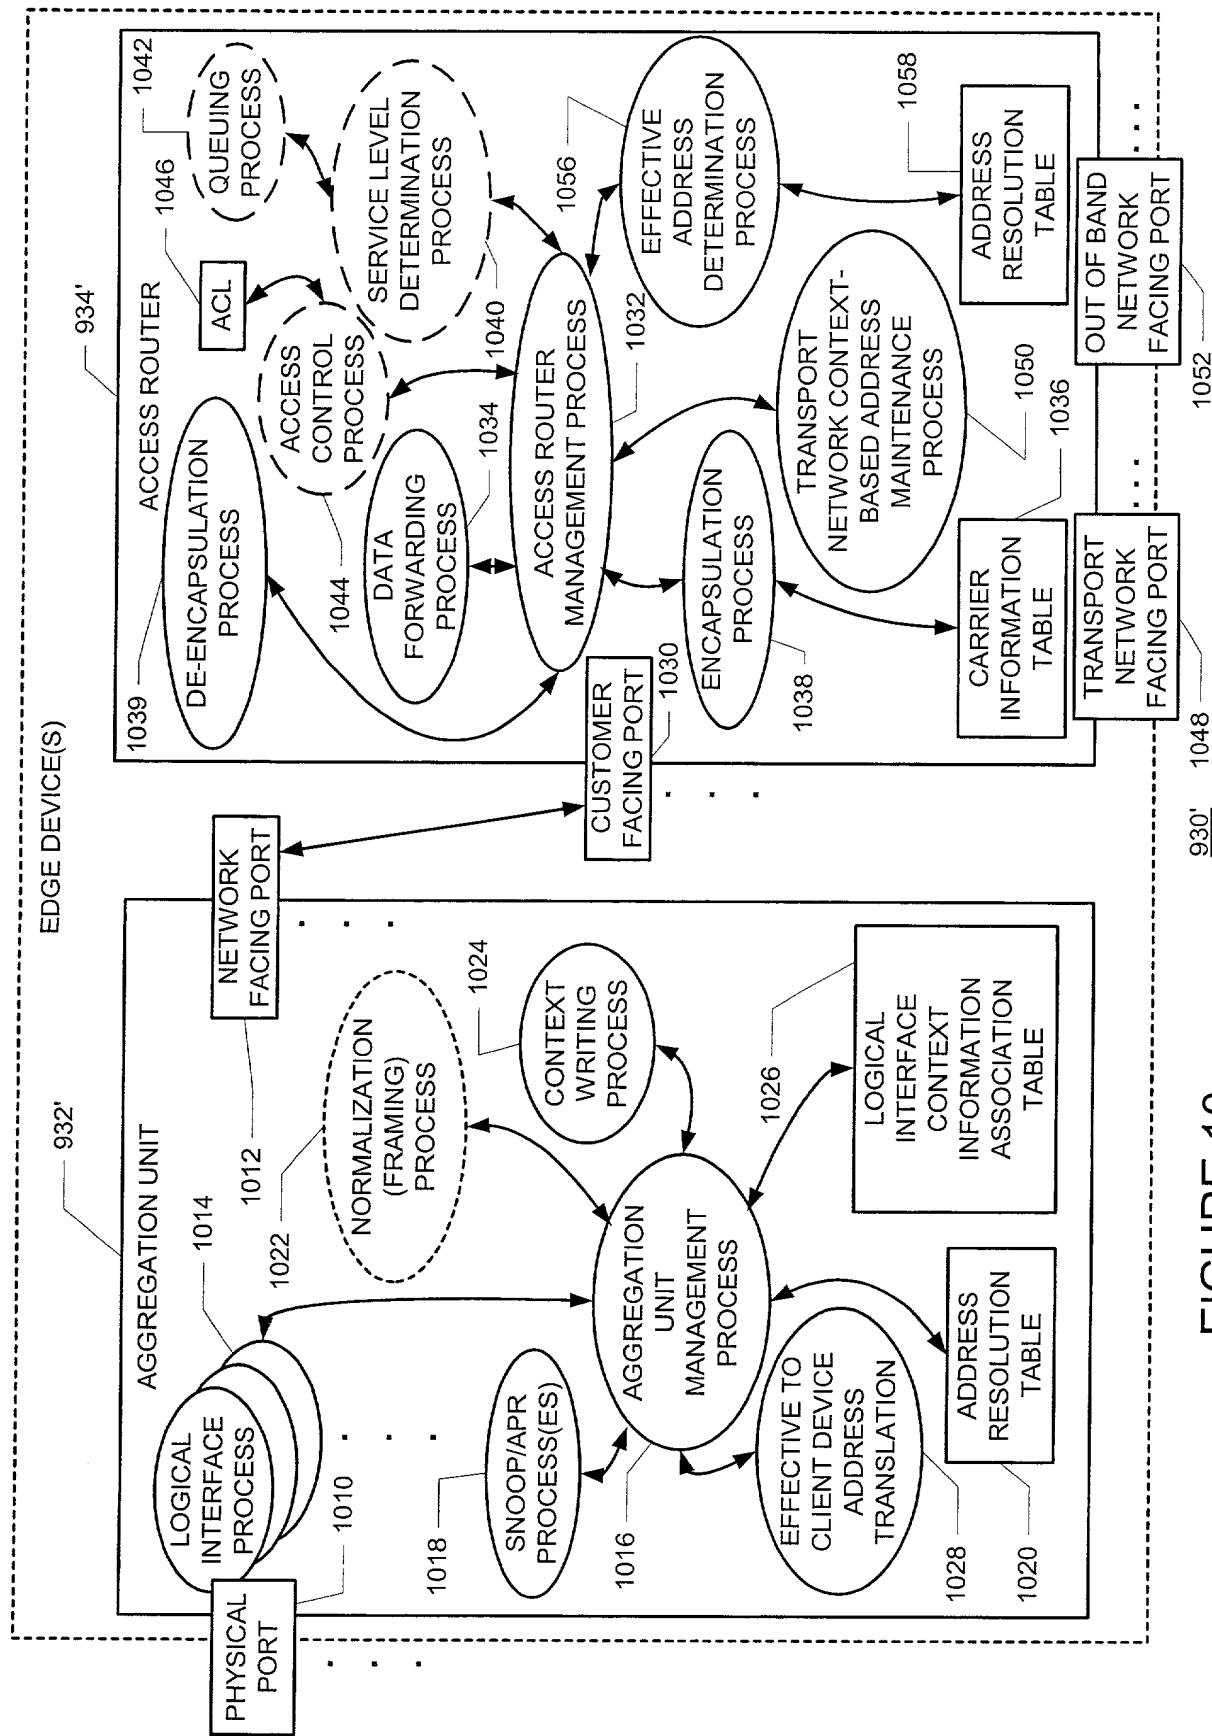 EDGE DEVICE(S)
932'
AGGREGATION UNIT
1014
LOGICAL
INTERFACE
PROCESS
PHYSICAL
PORT
1010
1012
NETWORK
FACING PORT
1022
NORMALIZATION
(FRAMING)
PROCESS
1018
SNOOP/APR
PROCESS(ES)
1024
CONTEXT
WRITING
PROCESS
1016
AGGREGATION
UNIT
MANAGEMENT
PROCESS
1026
LOGICAL
INTERFACE
CONTEXT
INFORMATION
ASSOCIATION
TABLE
EFFECTIVE TO
CLIENT DEVICE
ADDRESS
TRANSLATION
1028
ADDRESS
RESOLUTION
TABLE
1020
934'
ACCESS ROUTER
1039
DE-ENCAPSULATION
PROCESS
1046
ACL
1042
QUEUING
PROCESS
1044
ACCESS
CONTROL
PROCESS
SERVICE LEVEL
DETERMINATION
PROCESS
1040
DATA
FORWARDING
PROCESS
1034
ACCESS ROUTER
MANAGEMENT PROCESS
1032
CUSTOMER
FACING PORT
1030
1056
EFFECTIVE
ADDRESS
DETERMINATION
PROCESS
ENCAPSULATION
PROCESS
1038
TRANSPORT
NETWORK CONTEXT-
BASED ADDRESS
MAINTENANCE
PROCESS
1050
1058
ADDRESS
RESOLUTION
TABLE
CARRIER
INFORMATION
TABLE
1036
TRANSPORT
NETWORK
FACING PORT
1048
OUT OF BAND
NETWORK
FACING PORT
1052
930'